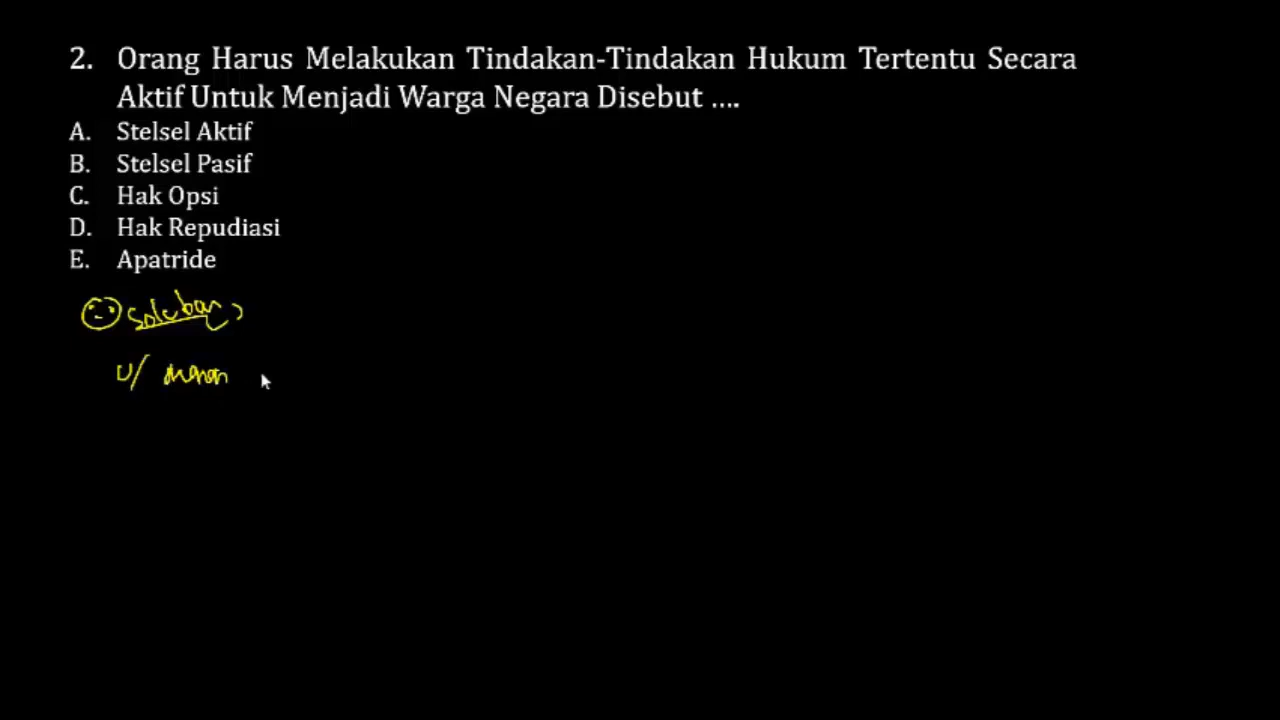 2. Orang Harus Melakukan Tindakan-Tindakan Hukum Tertentu Secara
Aktif Untuk Menjadi Warga Negara Disebut ....
A. Stelsel Aktif
B. Stelsel Pasif
C. Hak Opsi
D. Hak Repudiasi
E. Apatride
u/